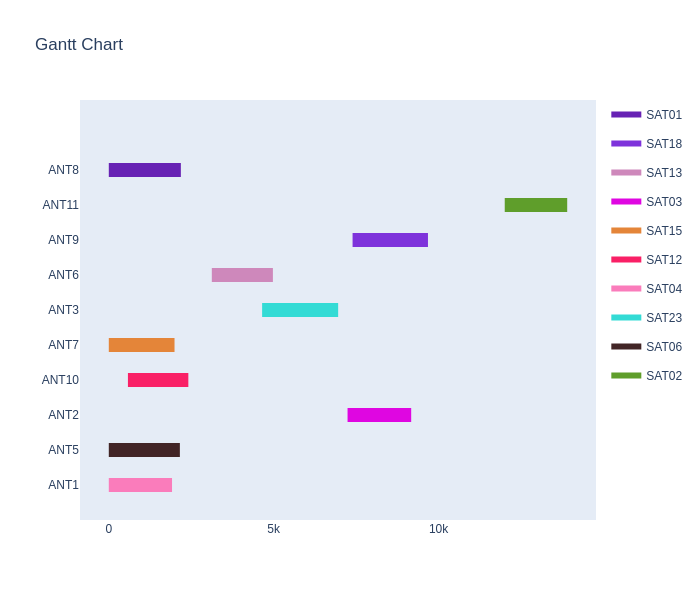 Gantt Chart
ANT8
ANT11
ANT9
ANT6
ANT3
ANT7
ANT10
ANT2
ANT5
ANT1
0 5k 10k
SAT01
SAT18
SAT13
SAT03
SAT15
SAT12
SAT04
SAT23
SAT06
SAT02